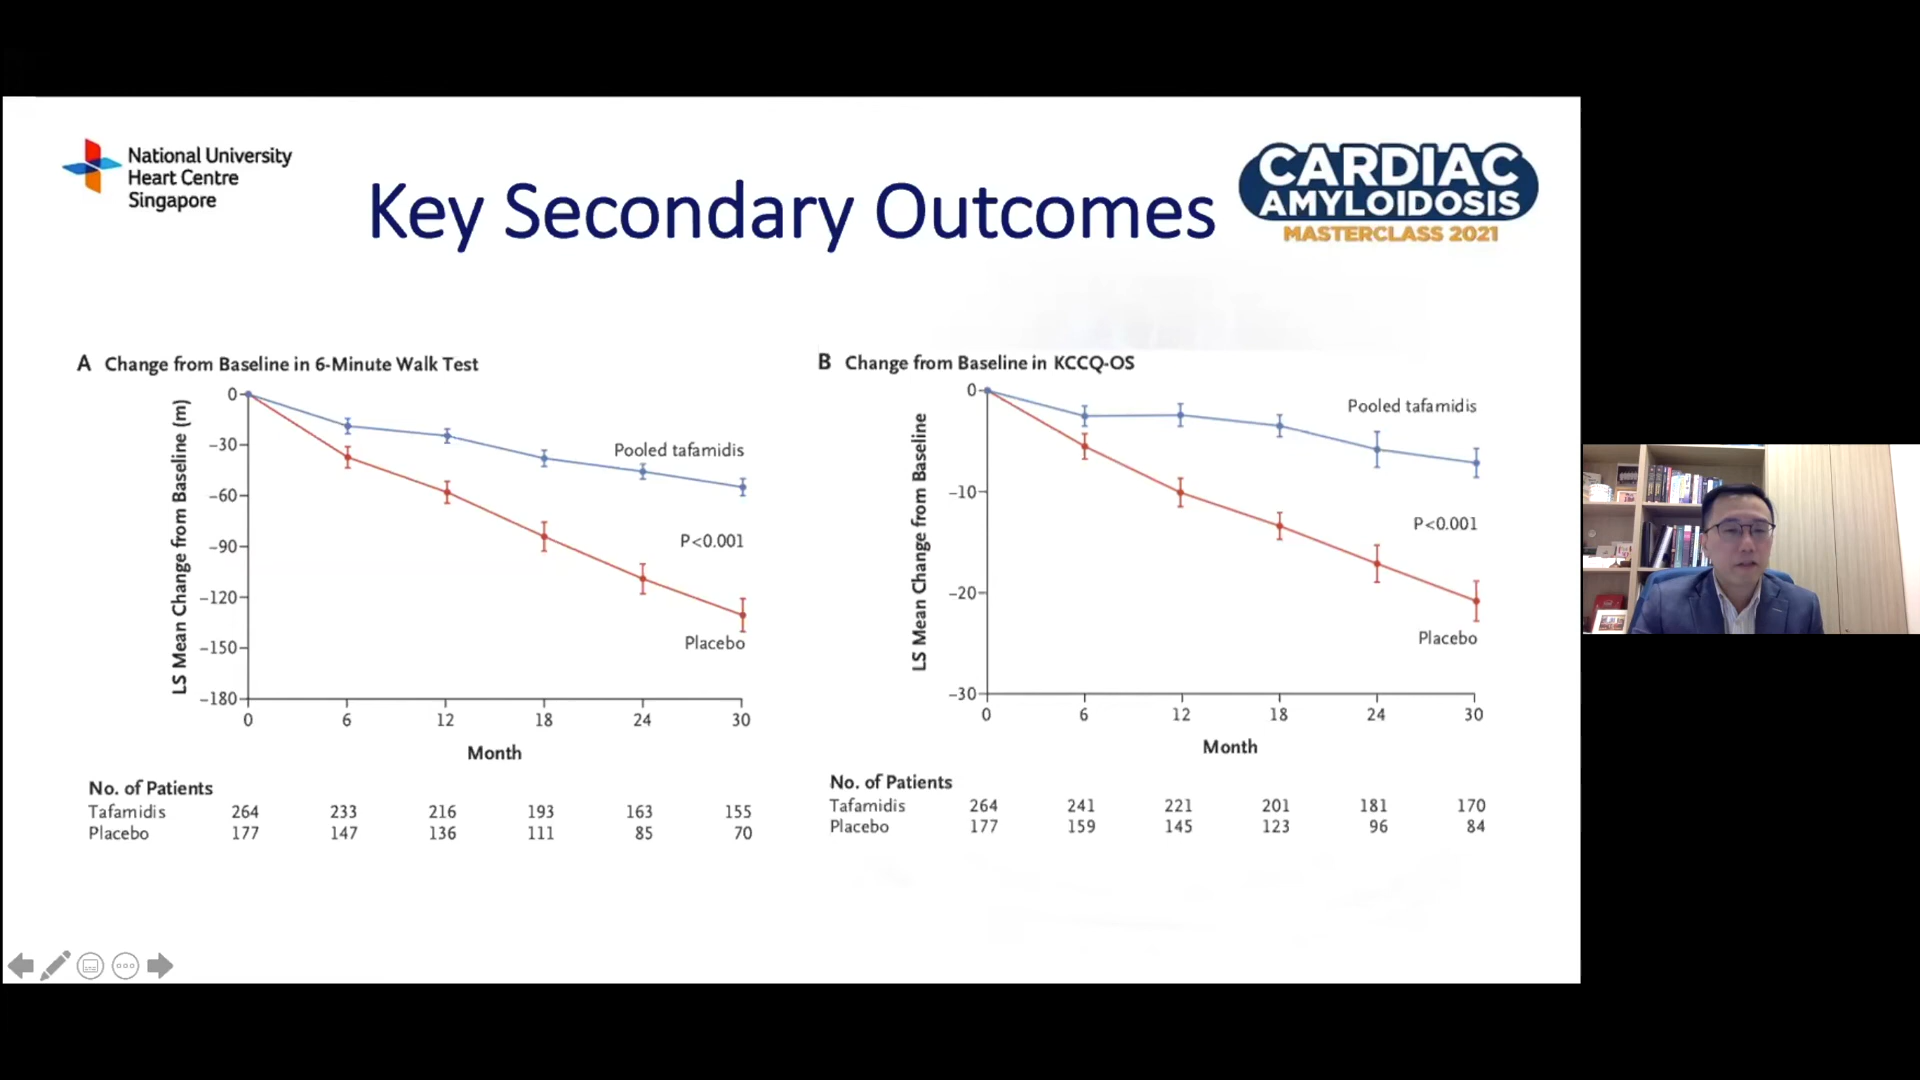 National University
Heart Centre
Singapore
Key Secondary Outcomes
CARDIAC
AMYLOIDOSIS
MASTERCLASS 2021
A Change from Baseline in 6-Minute Walk Test
LS Mean Change from Baseline (m)
0
−30
−60
−90
−120
−150
−180
Pooled tafamidis
P<0.001
Placebo
0 6 12 18 24 30
Month
No. of Patients
Tafamidis 264 233 216 193 163 155
Placebo 177 147 136 111 85 70
B Change from Baseline in KCCQ-OS
LS Mean Change from Baseline
0
−10
−20
−30
Pooled tafamidis
P<0.001
Placebo
0 6 12 18 24 30
Month
No. of Patients
Tafamidis 264 241 221 201 181 170
Placebo 177 159 145 123 96 84